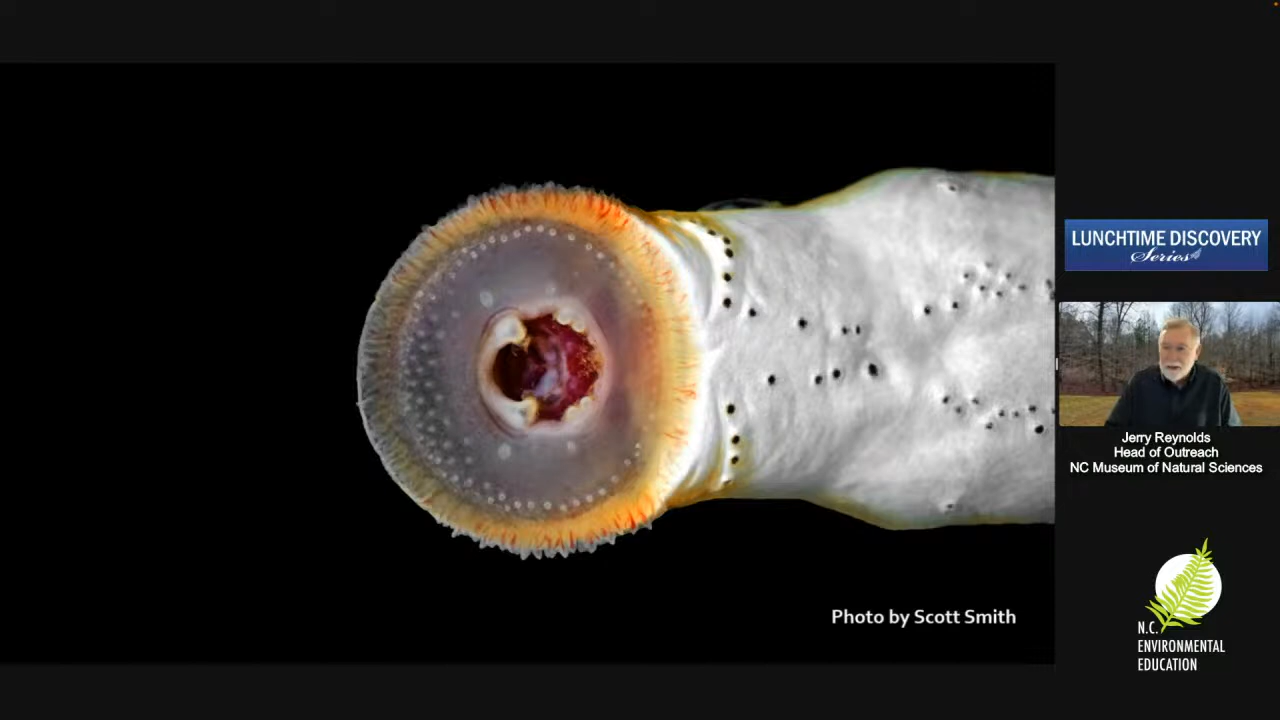 LUNCHTIME DISCOVERY
Series
Jerry Reynolds
Head of Outreach
NC Museum of Natural Sciences
Photo by Scott Smith
N.C.
ENVIRONMENTAL
EDUCATION